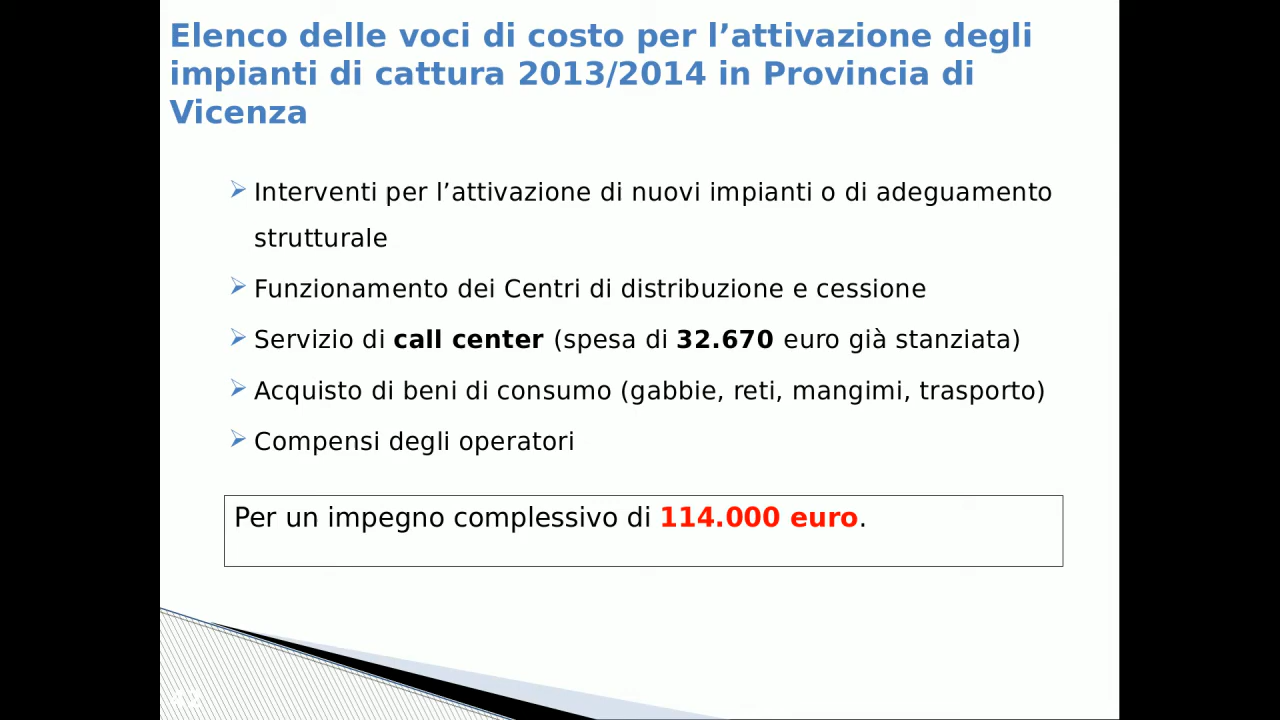 Elenco delle voci di costo per l’attivazione degli
impianti di cattura 2013/2014 in Provincia di
Vicenza
Interventi per l’attivazione di nuovi impianti o di adeguamento
strutturale
Funzionamento dei Centri di distribuzione e cessione
Servizio di call center (spesa di 32.670 euro già stanziata)
Acquisto di beni di consumo (gabbie, reti, mangimi, trasporto)
Compensi degli operatori
Per un impegno complessivo di 114.000 euro.
42